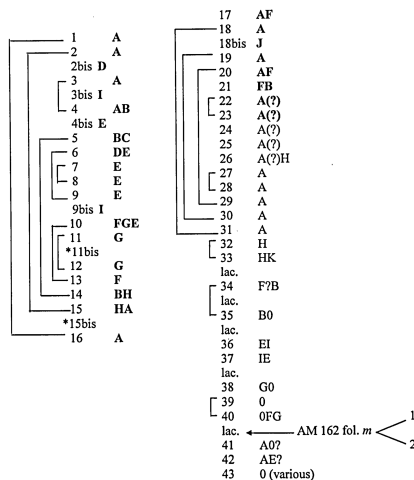 1 A
2 A
2bis D
3 A
3bis I
4 AB
4bis E
5 BC
6 DE
7 E
8 E
9 E
9bis I
10 FGE
11 G
*11bis
12 G
13 F
14 BH
15 HA
*15bis
16 A
17 AF
18 A
18bis J
19 A
20 AF
21 FB
22 A(?)
23 A(?)
24 A(?)
25 A(?)
26 A(?)H
27 A
28 A
29 A
30 A
31 A
32 H
33 HK
lac.
34 F?B
lac.
35 B0
lac.
36 EI
37 IE
lac.
38 G0
39 0
40 0FG
lac. AM 162 fol. m 1
2
41 A0?
42 AE?
43 0 (various)